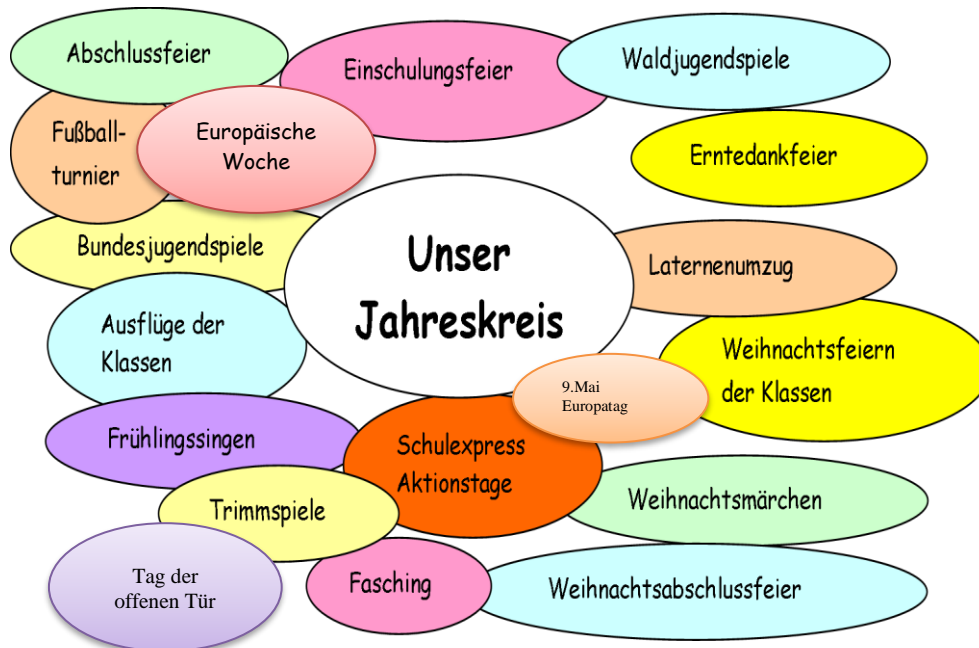 Abschlussfeier
Einschulungsfeier
Waldjugendspiele
Fußball-
turnier
Europäische
Woche
Erntedankfeier
Bundesjugendspiele
Unser
Jahreskreis
Laternenumzug
Ausflüge der
Klassen
Weihnachtsfeiern
der Klassen
9.Mai
Europatag
Frühlingssingen
Schulexpress
Aktionstage
Weihnachtsmärchen
Trimmspiele
Tag der
offenen Tür
Fasching
Weihnachtsabschlussfeier